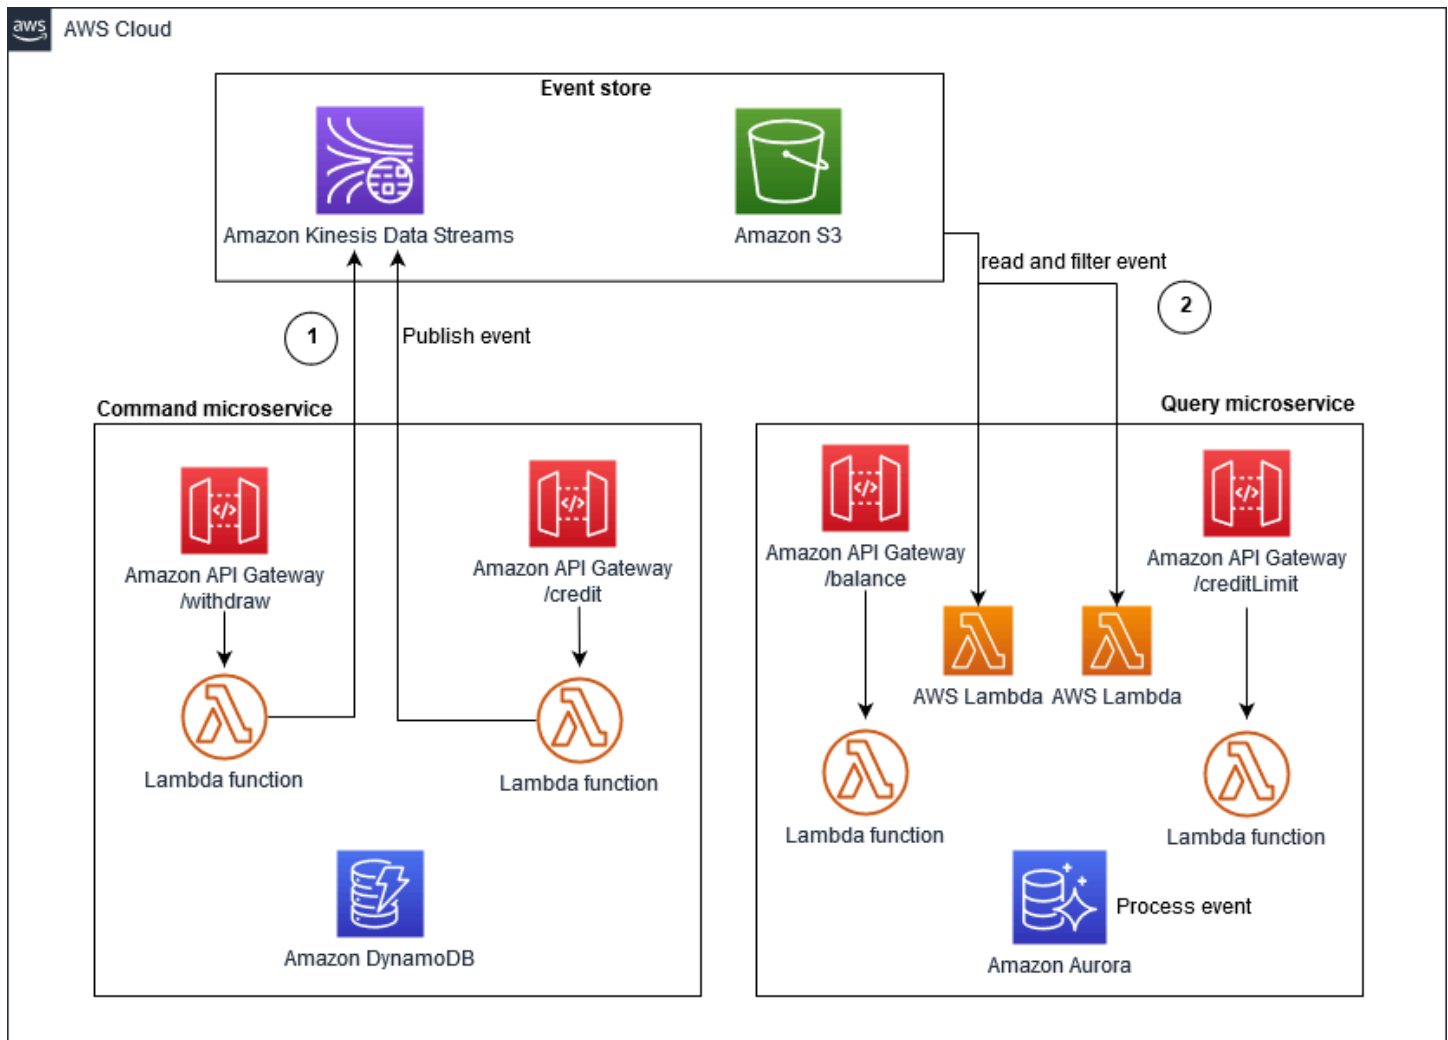 aws
AWS Cloud
Event store
Amazon Kinesis Data Streams
Amazon S3
read and filter event
1
2
Publish event
Command microservice
Query microservice
Amazon API Gateway
/withdraw
Amazon API Gateway
/credit
Amazon API Gateway
/balance
Amazon API Gateway
/creditLimit
AWS Lambda
AWS Lambda
Lambda function
Lambda function
Lambda function
Lambda function
Amazon DynamoDB
Process event
Amazon Aurora